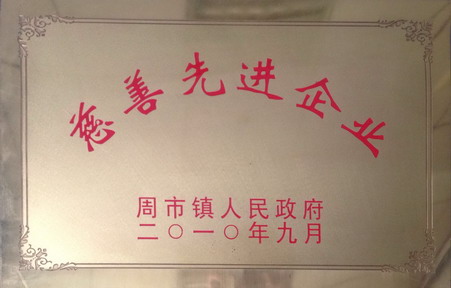 慈善先进企业
周市镇人民政府
二〇一〇年九月